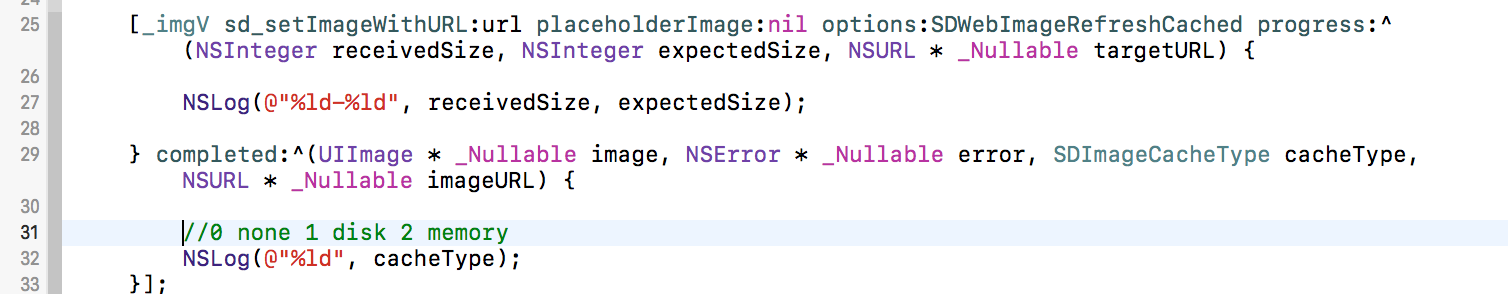 24
25 [_imgV sd_setImageWithURL:url placeholderImage:nil options:SDWebImageRefreshCached progress:^
(NSInteger receivedSize, NSInteger expectedSize, NSURL * _Nullable targetURL) {
26
27 NSLog(@"%ld-%ld", receivedSize, expectedSize);
28
29 } completed:^(UIImage * _Nullable image, NSError * _Nullable error, SDImageCacheType cacheType,
NSURL * _Nullable imageURL) {
30
31 //0 none 1 disk 2 memory
32 NSLog(@"%ld", cacheType);
33 }];